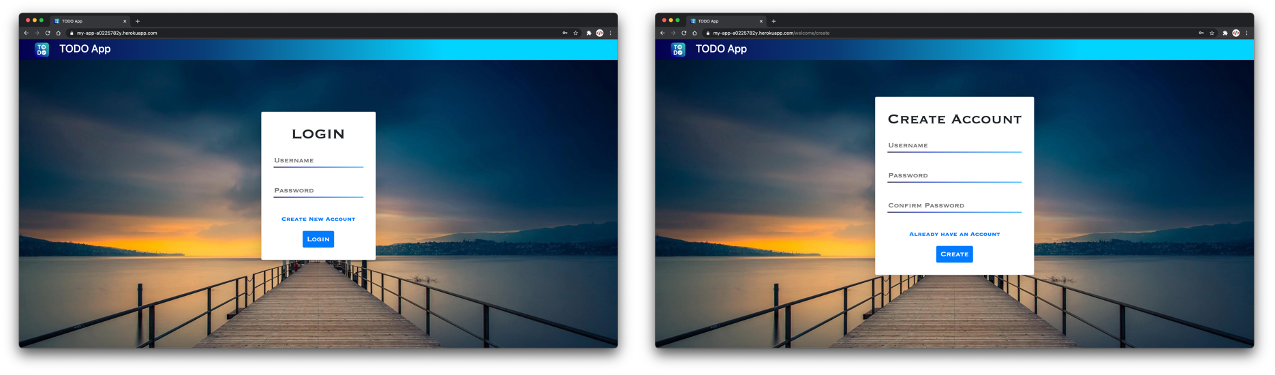 TODO App
my-app-a0226782y.herokuapp.com
TO
DO
TODO App
LOGIN
Username
Password
Create New Account
Login
TODO App
my-app-a0226782y.herokuapp.com/welcome/create
TO
DO
TODO App
Create Account
Username
Password
Confirm Password
Already have an Account
Create